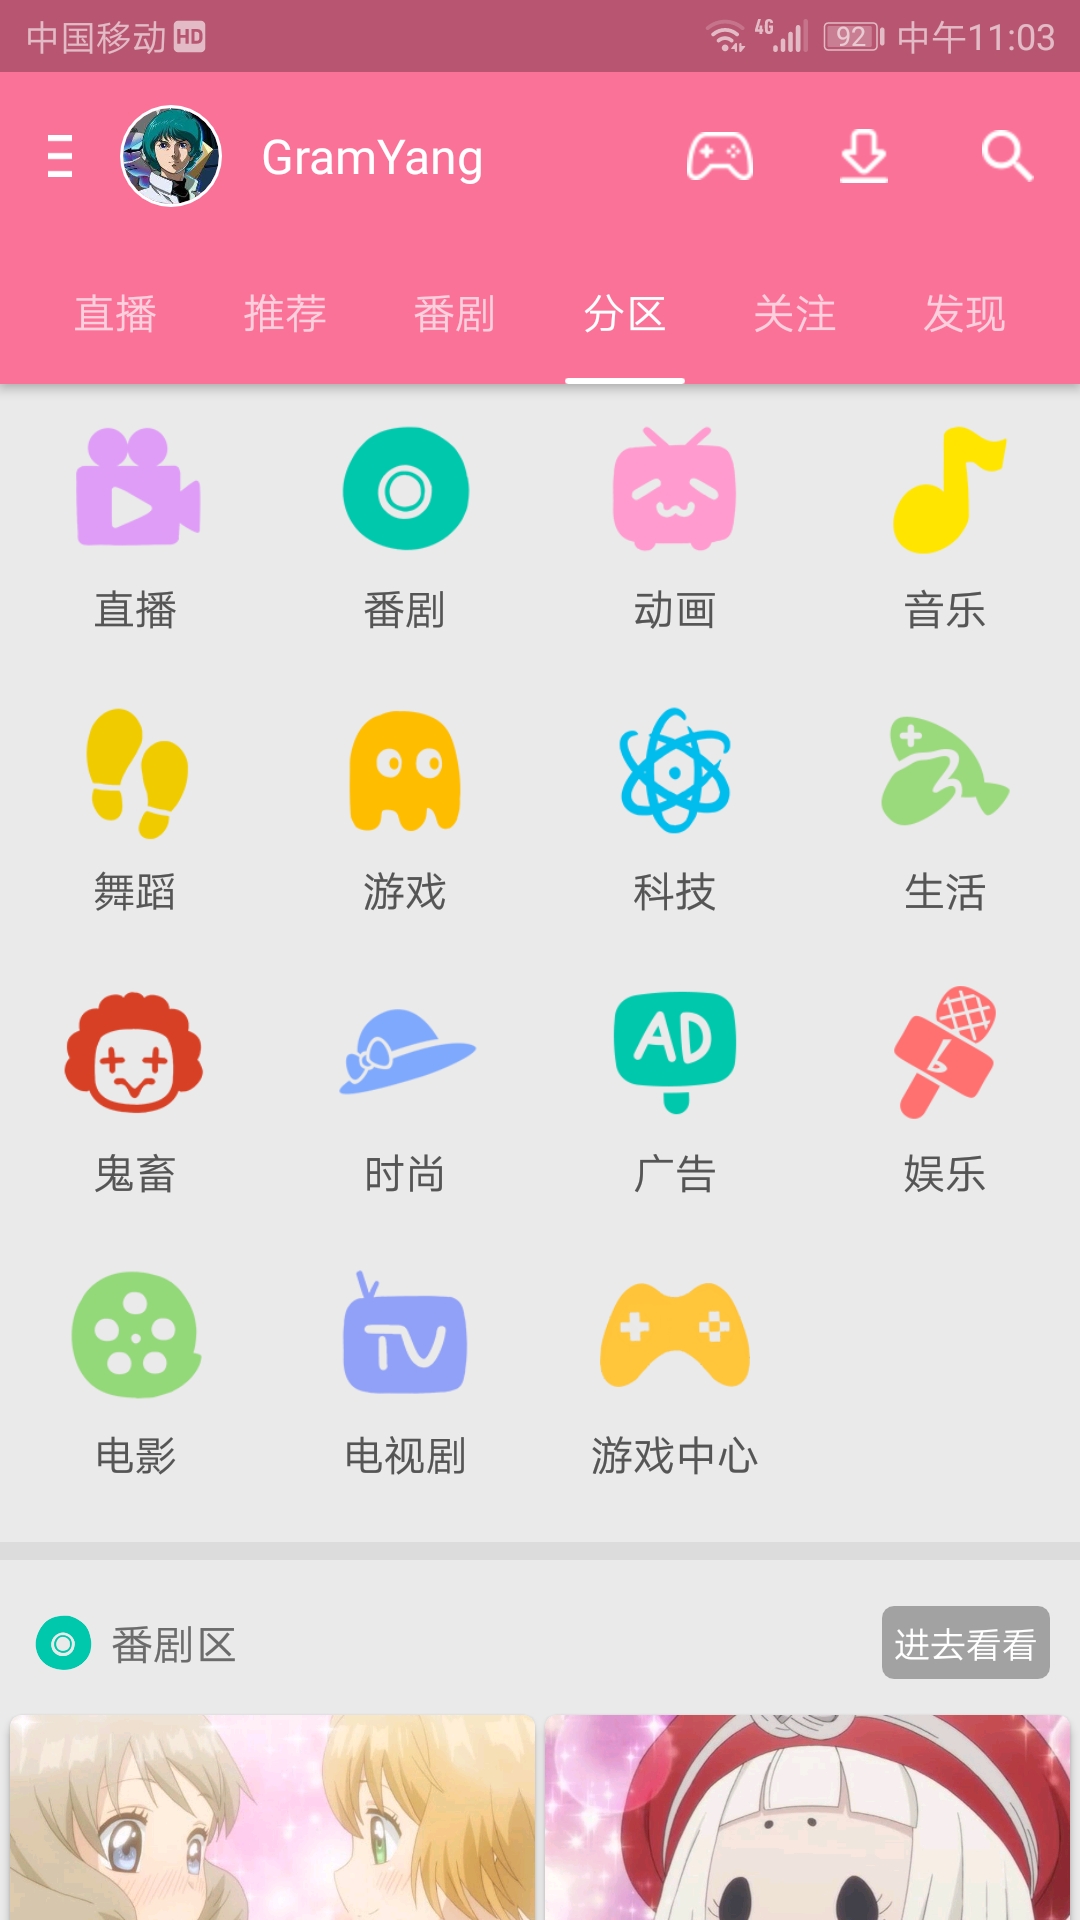 中国移动 HD 4G 92 中午11:03
GramYang
直播 推荐 番剧 分区 关注 发现
直播 番剧 动画 音乐
舞蹈 游戏 科技 生活
AD
鬼畜 时尚 广告 娱乐
TV
电影 电视剧 游戏中心
番剧区 进去看看